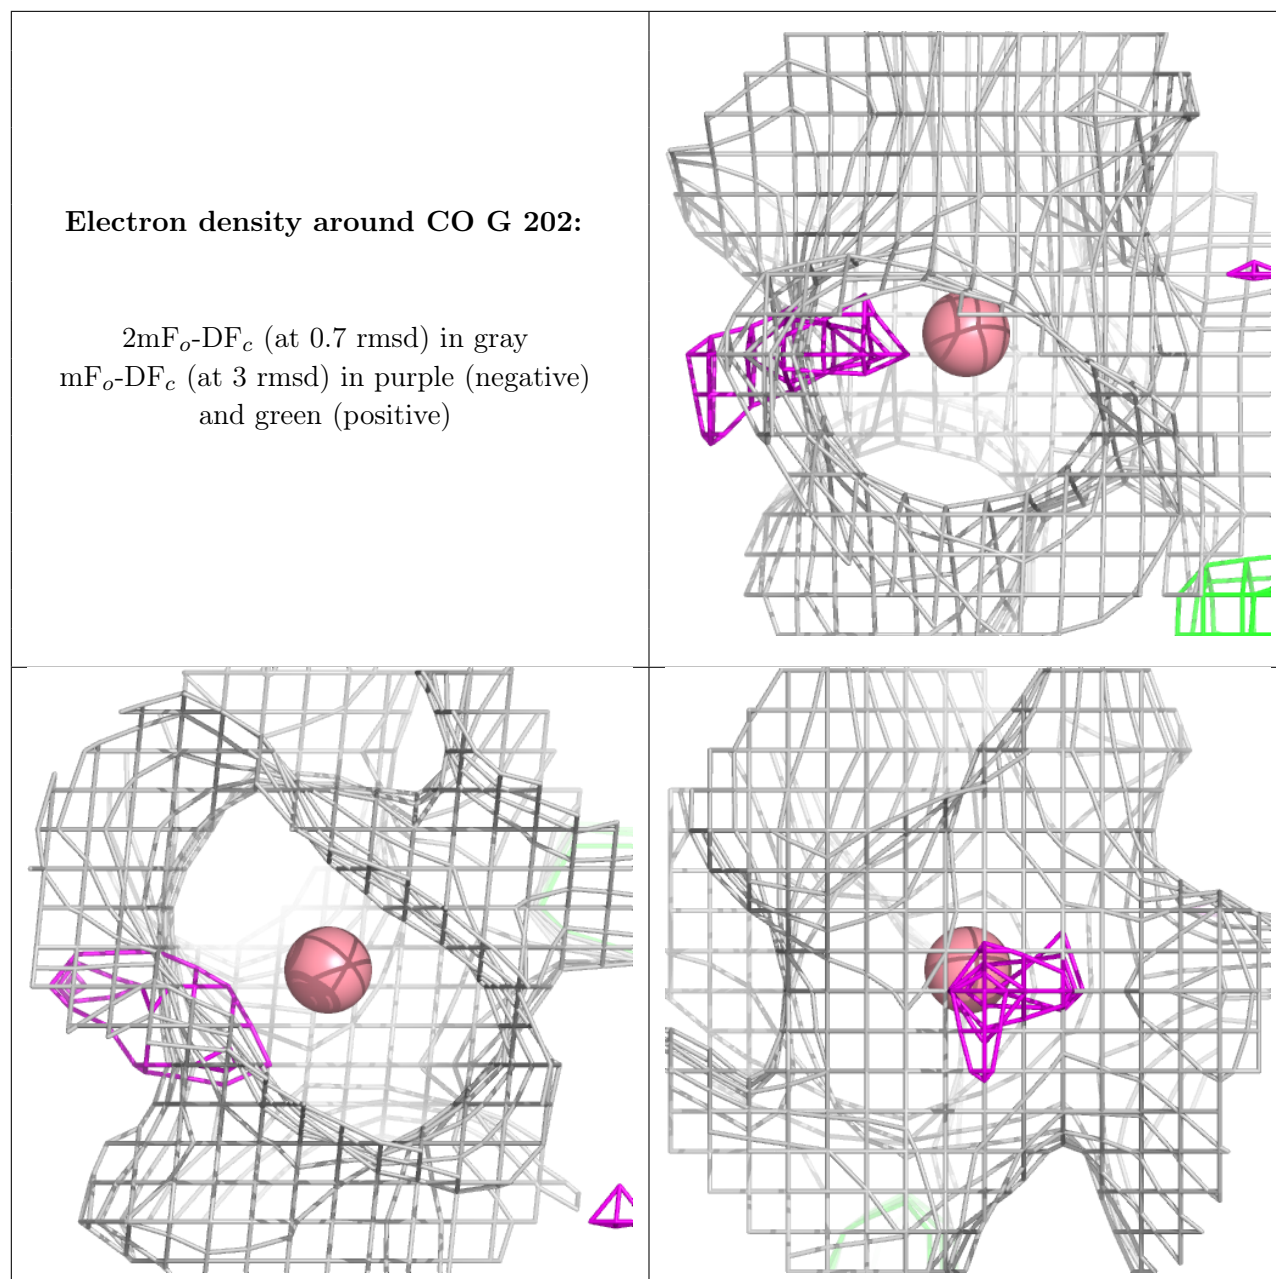 Electron density around CO G 202:
2mFo-DFc (at 0.7 rmsd) in gray
mFo-DFc (at 3 rmsd) in purple (negative)
and green (positive)